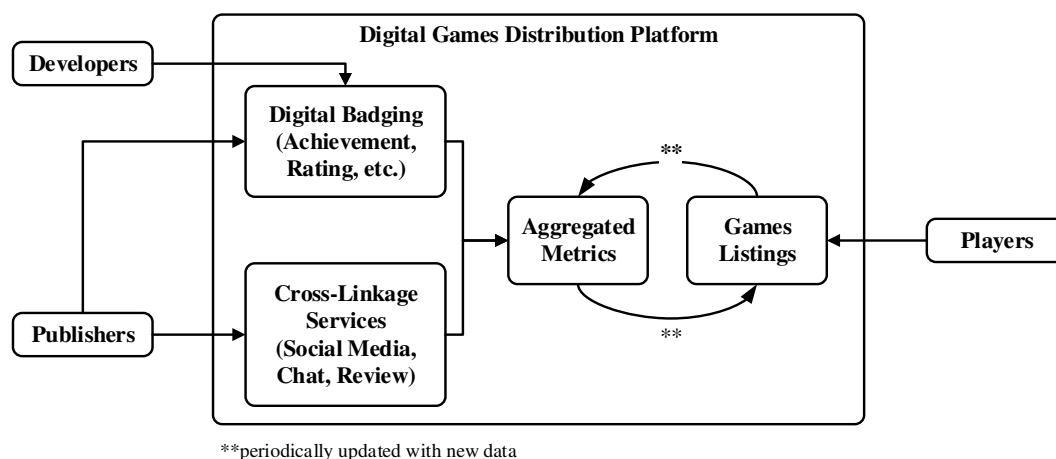 Digital Games Distribution Platform
Developers
Digital Badging
(Achievement,
Rating, etc.)
**
Aggregated
Metrics
Games
Listings
Players
Cross-Linkage
Services
(Social Media,
Chat, Review)
Publishers
**
**periodically updated with new data